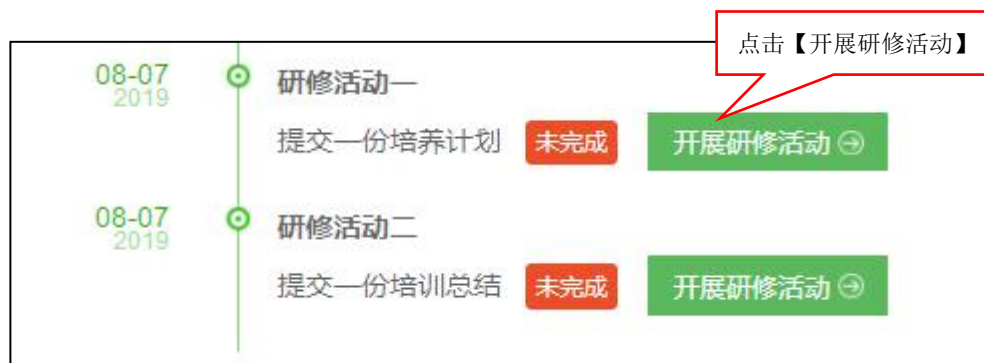 点击【开展研修活动】
08-07
2019
研修活动一
提交一份培养计划 未完成 开展研修活动
08-07
2019
研修活动二
提交一份培训总结 未完成 开展研修活动